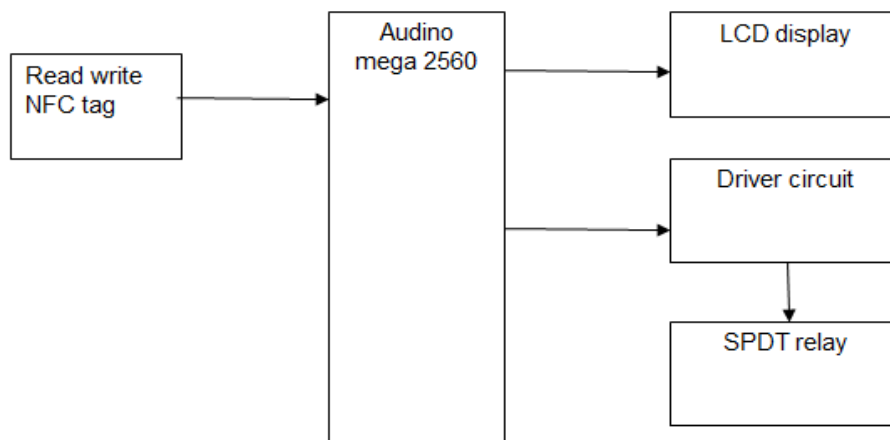 Read write
NFC tag
Audino
mega 2560
LCD display
Driver circuit
SPDT relay